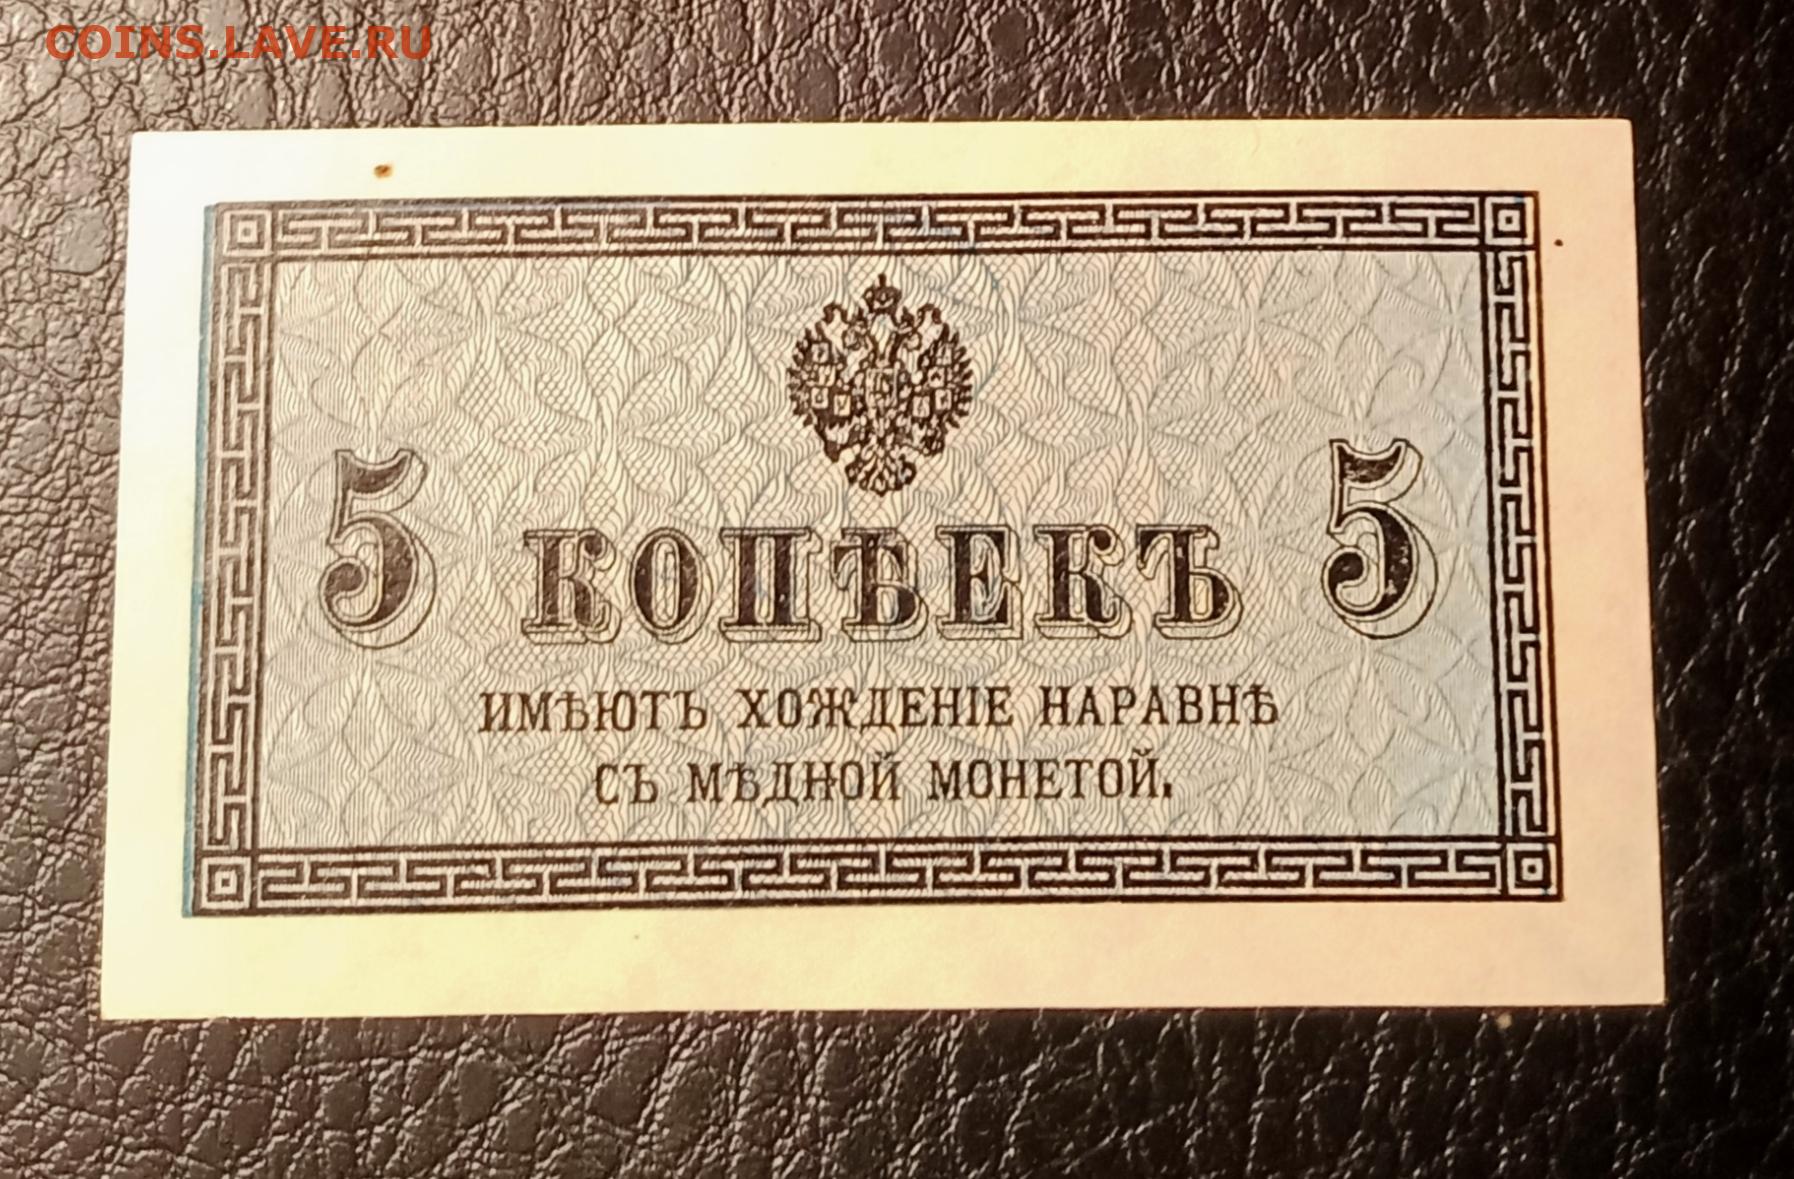 COINS.LAVE.RU
5 КОПѢЕКЪ 5
ИМѢЮТЪ ХОЖДЕНІЕ НАРАВНѢ
СЪ МѢДНОЙ МОНЕТОЙ.